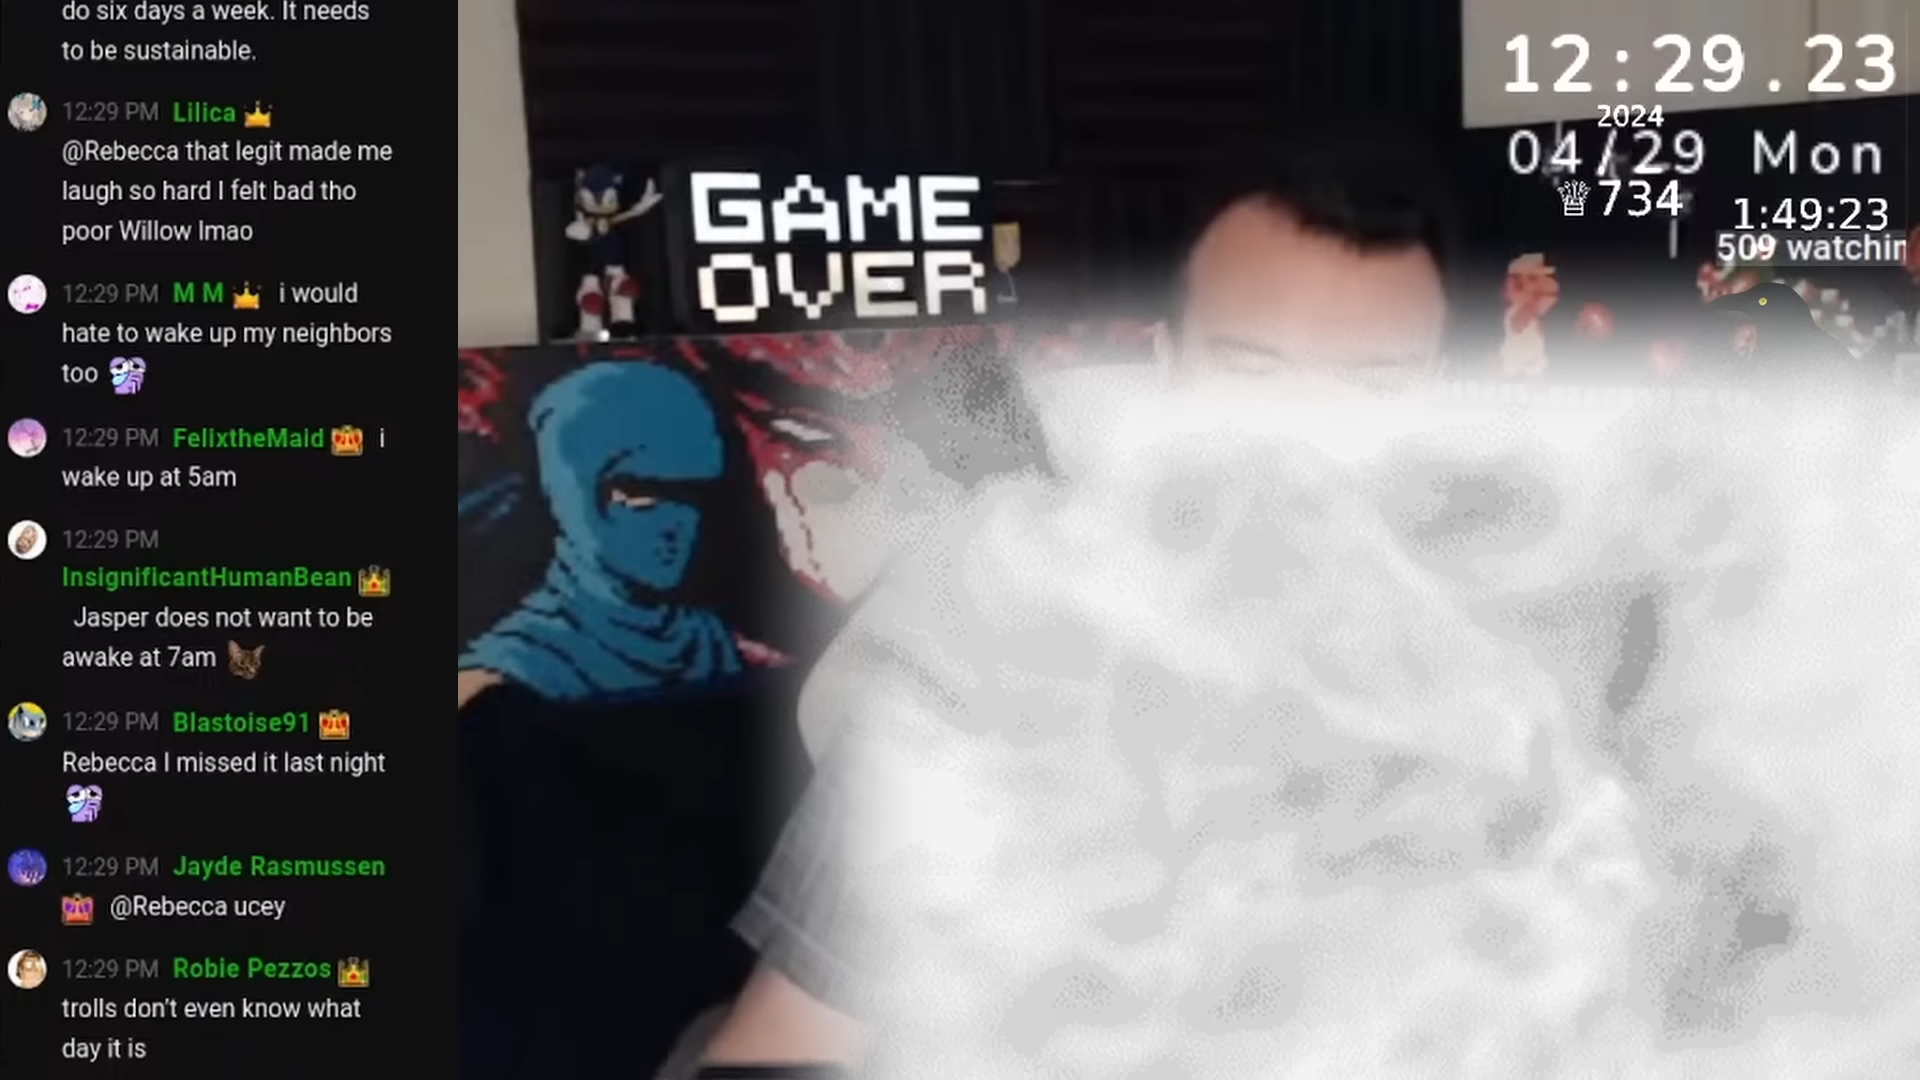 do six days a week. It needs
to be sustainable.
12:29 PM Lilica
@Rebecca that legit made me
laugh so hard I felt bad tho
poor Willow lmao
12:29 PM M M i would
hate to wake up my neighbors
too
12:29 PM FelixtheMaid i
wake up at 5am
12:29 PM
InsignificantHumanBean
Jasper does not want to be
awake at 7am
12:29 PM Blastoise91
Rebecca I missed it last night
12:29 PM Jayde Rasmussen
@Rebecca ucey
12:29 PM Robie Pezzos
trolls don't even know what
day it is
GAME
OVER
12:29.23
2024
04/29 Mon
♕734
1:49:23
509 watchin